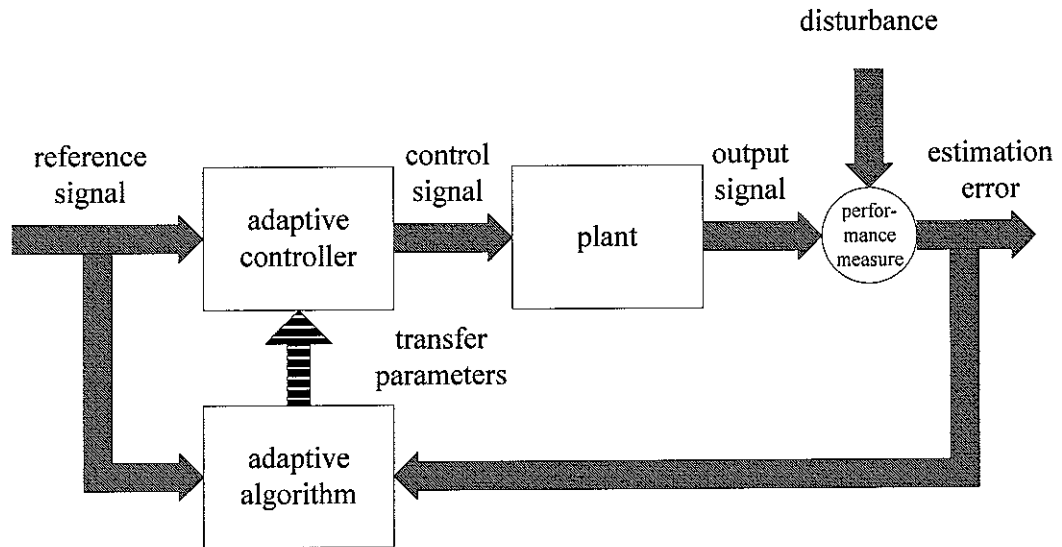 disturbance
reference
signal
control
signal
output
signal
estimation
error
adaptive
controller
plant
perfor-
mance
measure
transfer
parameters
adaptive
algorithm